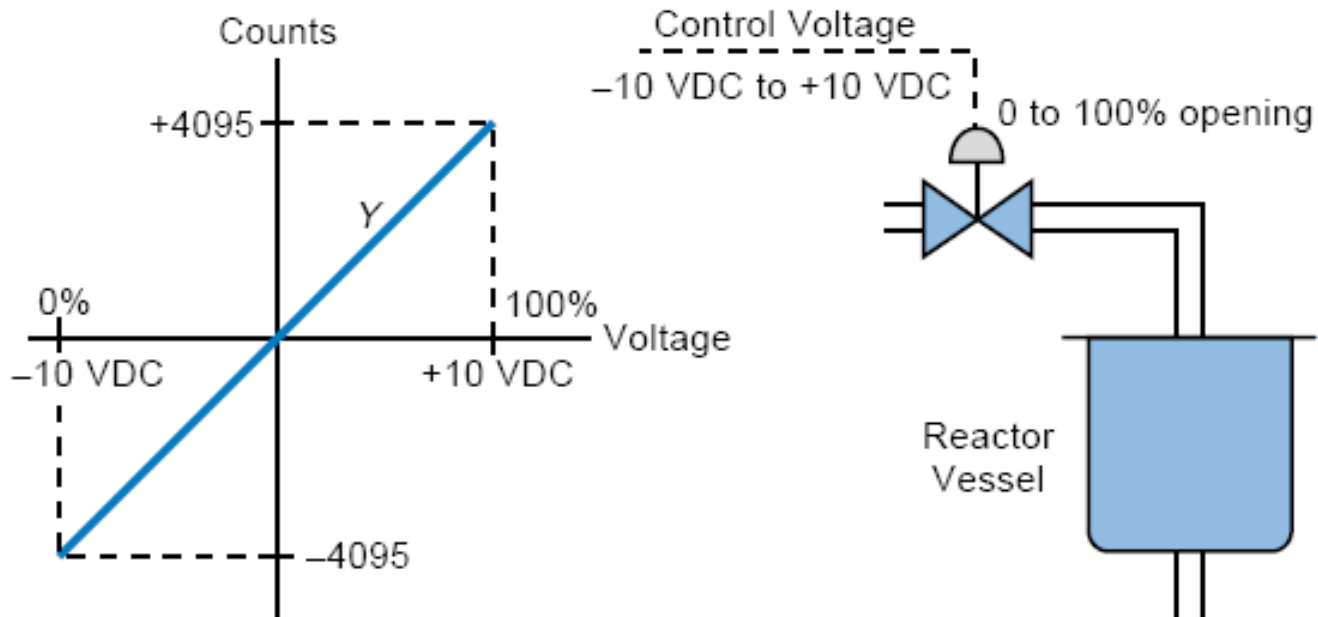 Counts
+4095
Y
0%
100%
Voltage
–10 VDC
+10 VDC
–4095
Control Voltage
–10 VDC to +10 VDC
0 to 100% opening
Reactor
Vessel